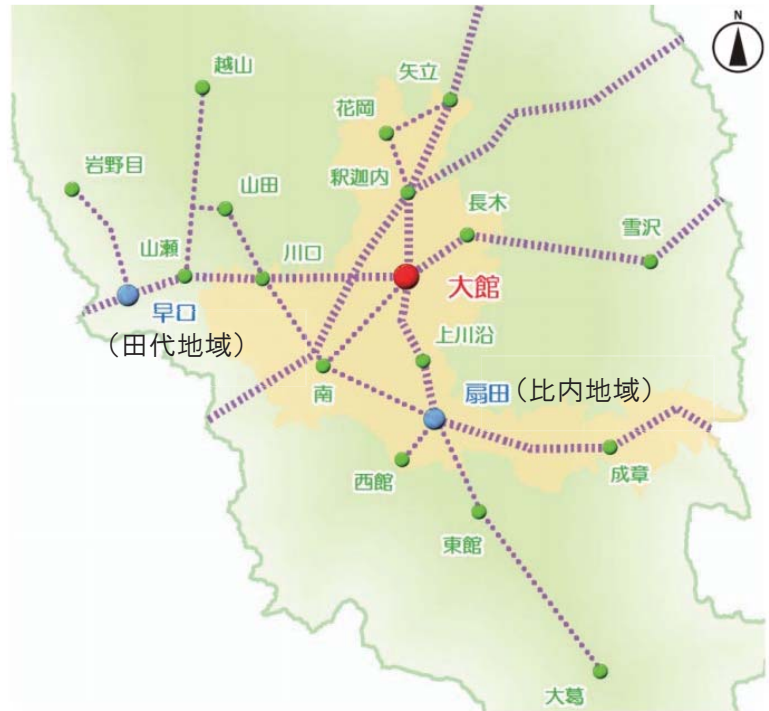 N
越山
矢立
花岡
岩野目
釈迦内
山田
長木
雪沢
山瀬
川口
大館
早口
(田代地域)
上川沿
扇田(比内地域)
南
西館
成章
東館
大葛